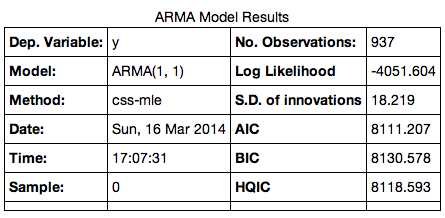 ARMA Model Results
Dep. Variable: y No. Observations: 937
Model: ARMA(1, 1) Log Likelihood -4051.604
Method: css-mle S.D. of innovations 18.219
Date: Sun, 16 Mar 2014 AIC 8111.207
Time: 17:07:31 BIC 8130.578
Sample: 0 HQIC 8118.593